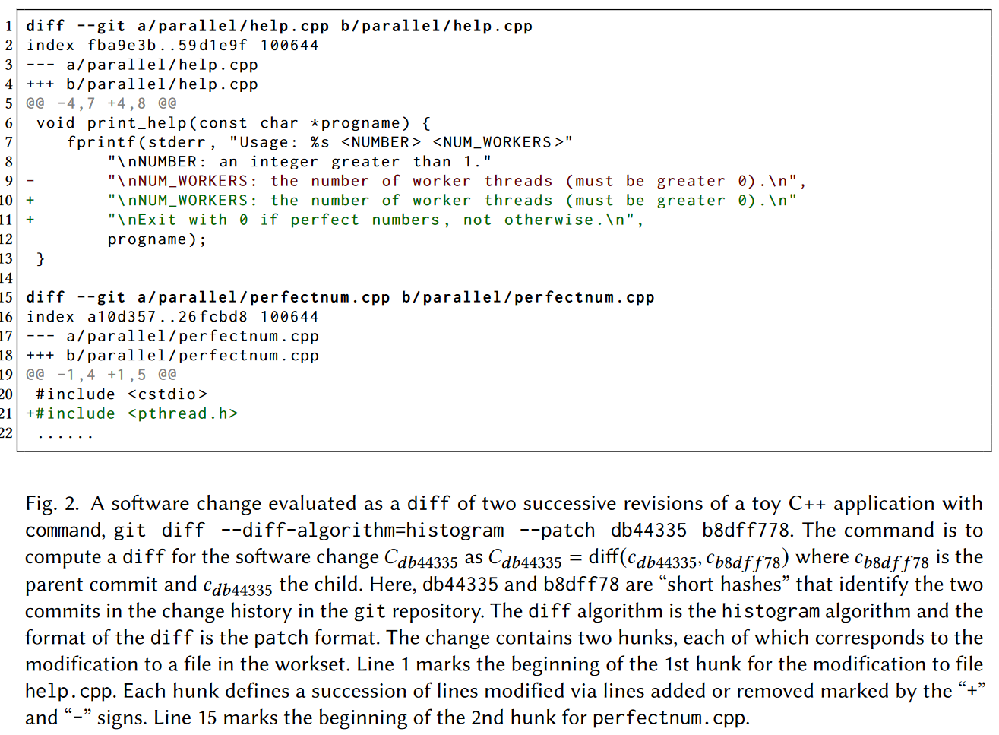 1 diff --git a/parallel/help.cpp b/parallel/help.cpp
2 index fba9e3b..59d1e9f 100644
3 --- a/parallel/help.cpp
4 +++ b/parallel/help.cpp
5 @@ -4,7 +4,8 @@
6  void print_help(const char *progname) {
7     fprintf(stderr, "Usage: %s <NUMBER> <NUM_WORKERS>"
8         "\nNUMBER: an integer greater than 1."
9 -       "\nNUM_WORKERS: the number of worker threads (must be greater 0).\n",
10 +       "\nNUM_WORKERS: the number of worker threads (must be greater 0).\n"
11 +       "\nExit with 0 if perfect numbers, not otherwise.\n",
12         progname);
13  }
14
15 diff --git a/parallel/perfectnum.cpp b/parallel/perfectnum.cpp
16 index a10d357..26fcbd8 100644
17 --- a/parallel/perfectnum.cpp
18 +++ b/parallel/perfectnum.cpp
19 @@ -1,4 +1,5 @@
20  #include <cstdio>
21 +#include <pthread.h>
22  ......
Fig. 2. A software change evaluated as a diff of two successive revisions of a toy C++ application with
command, git diff --diff-algorithm=histogram --patch db44335 b8dff778. The command is to
compute a diff for the software change C_db44335 as C_db44335 = diff(c_db44335, c_b8dff78) where c_b8dff78 is the
parent commit and c_db44335 the child. Here, db44335 and b8dff78 are “short hashes” that identify the two
commits in the change history in the git repository. The diff algorithm is the histogram algorithm and the
format of the diff is the patch format. The change contains two hunks, each of which corresponds to the
modification to a file in the workset. Line 1 marks the beginning of the 1st hunk for the modification to file
help.cpp. Each hunk defines a succession of lines modified via lines added or removed marked by the “+”
and “-” signs. Line 15 marks the beginning of the 2nd hunk for perfectnum.cpp.